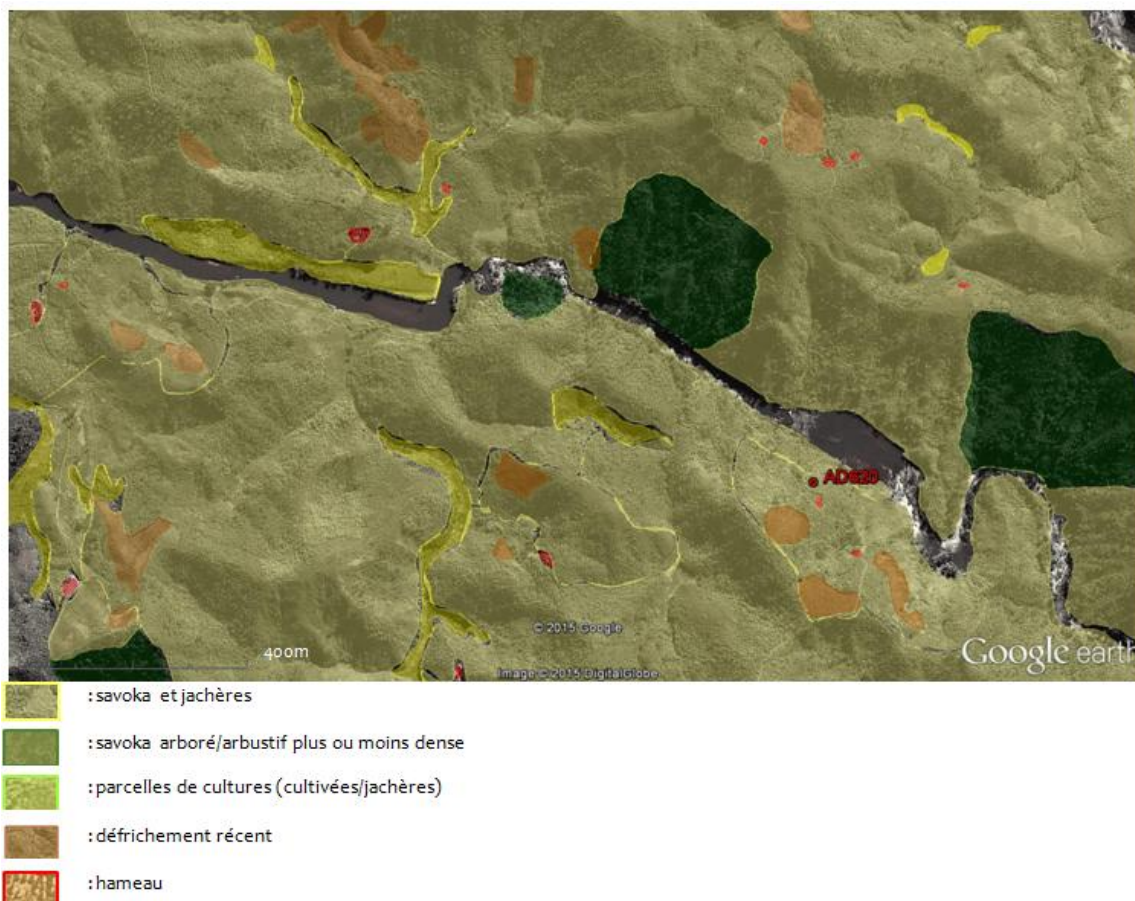 AD620
© 2015 Google
400m
Google earth
Image © 2015 DigitalGlobe
: savoka et jachères
: savoka arboré/arbustif plus ou moins dense
: parcelles de cultures (cultivées/jachères)
: défrichement récent
: hameau